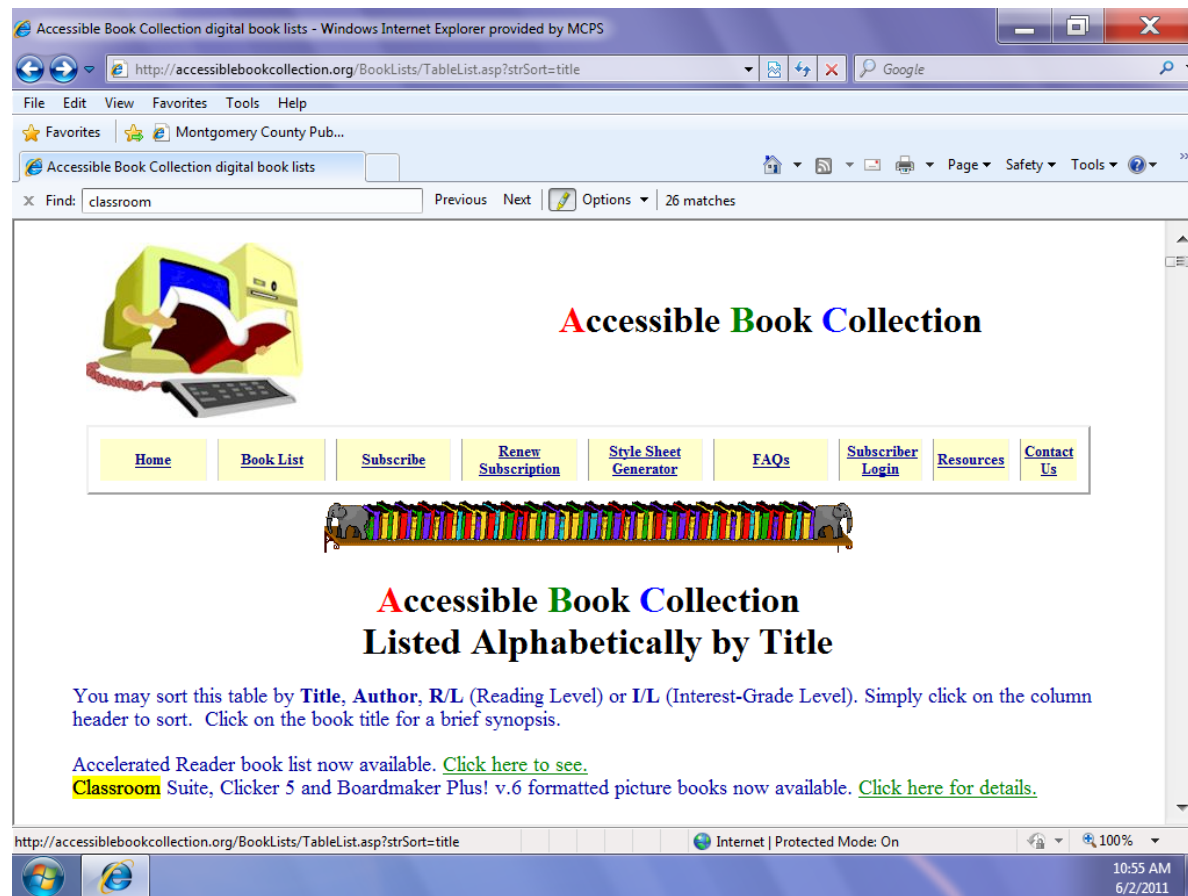 Accessible Book Collection digital book lists - Windows Internet Explorer provided by MCPS
http://accessiblebookcollection.org/BookLists/TableList.asp?strSort=title
Google
File Edit View Favorites Tools Help
Favorites Montgomery County Pub...
Accessible Book Collection digital book lists
Page Safety Tools
x Find: classroom Previous Next Options 26 matches
Accessible Book Collection
Home
Book List
Subscribe
Renew
Subscription
Style Sheet
Generator
FAQs
Subscriber
Login
Resources
Contact
Us
Accessible Book Collection
Listed Alphabetically by Title
You may sort this table by Title, Author, R/L (Reading Level) or I/L (Interest-Grade Level). Simply click on the column
header to sort. Click on the book title for a brief synopsis.
Accelerated Reader book list now available. Click here to see.
Classroom Suite, Clicker 5 and Boardmaker Plus! v.6 formatted picture books now available. Click here for details.
http://accessiblebookcollection.org/BookLists/TableList.asp?strSort=title
Internet | Protected Mode: On
100%
10:55 AM
6/2/2011